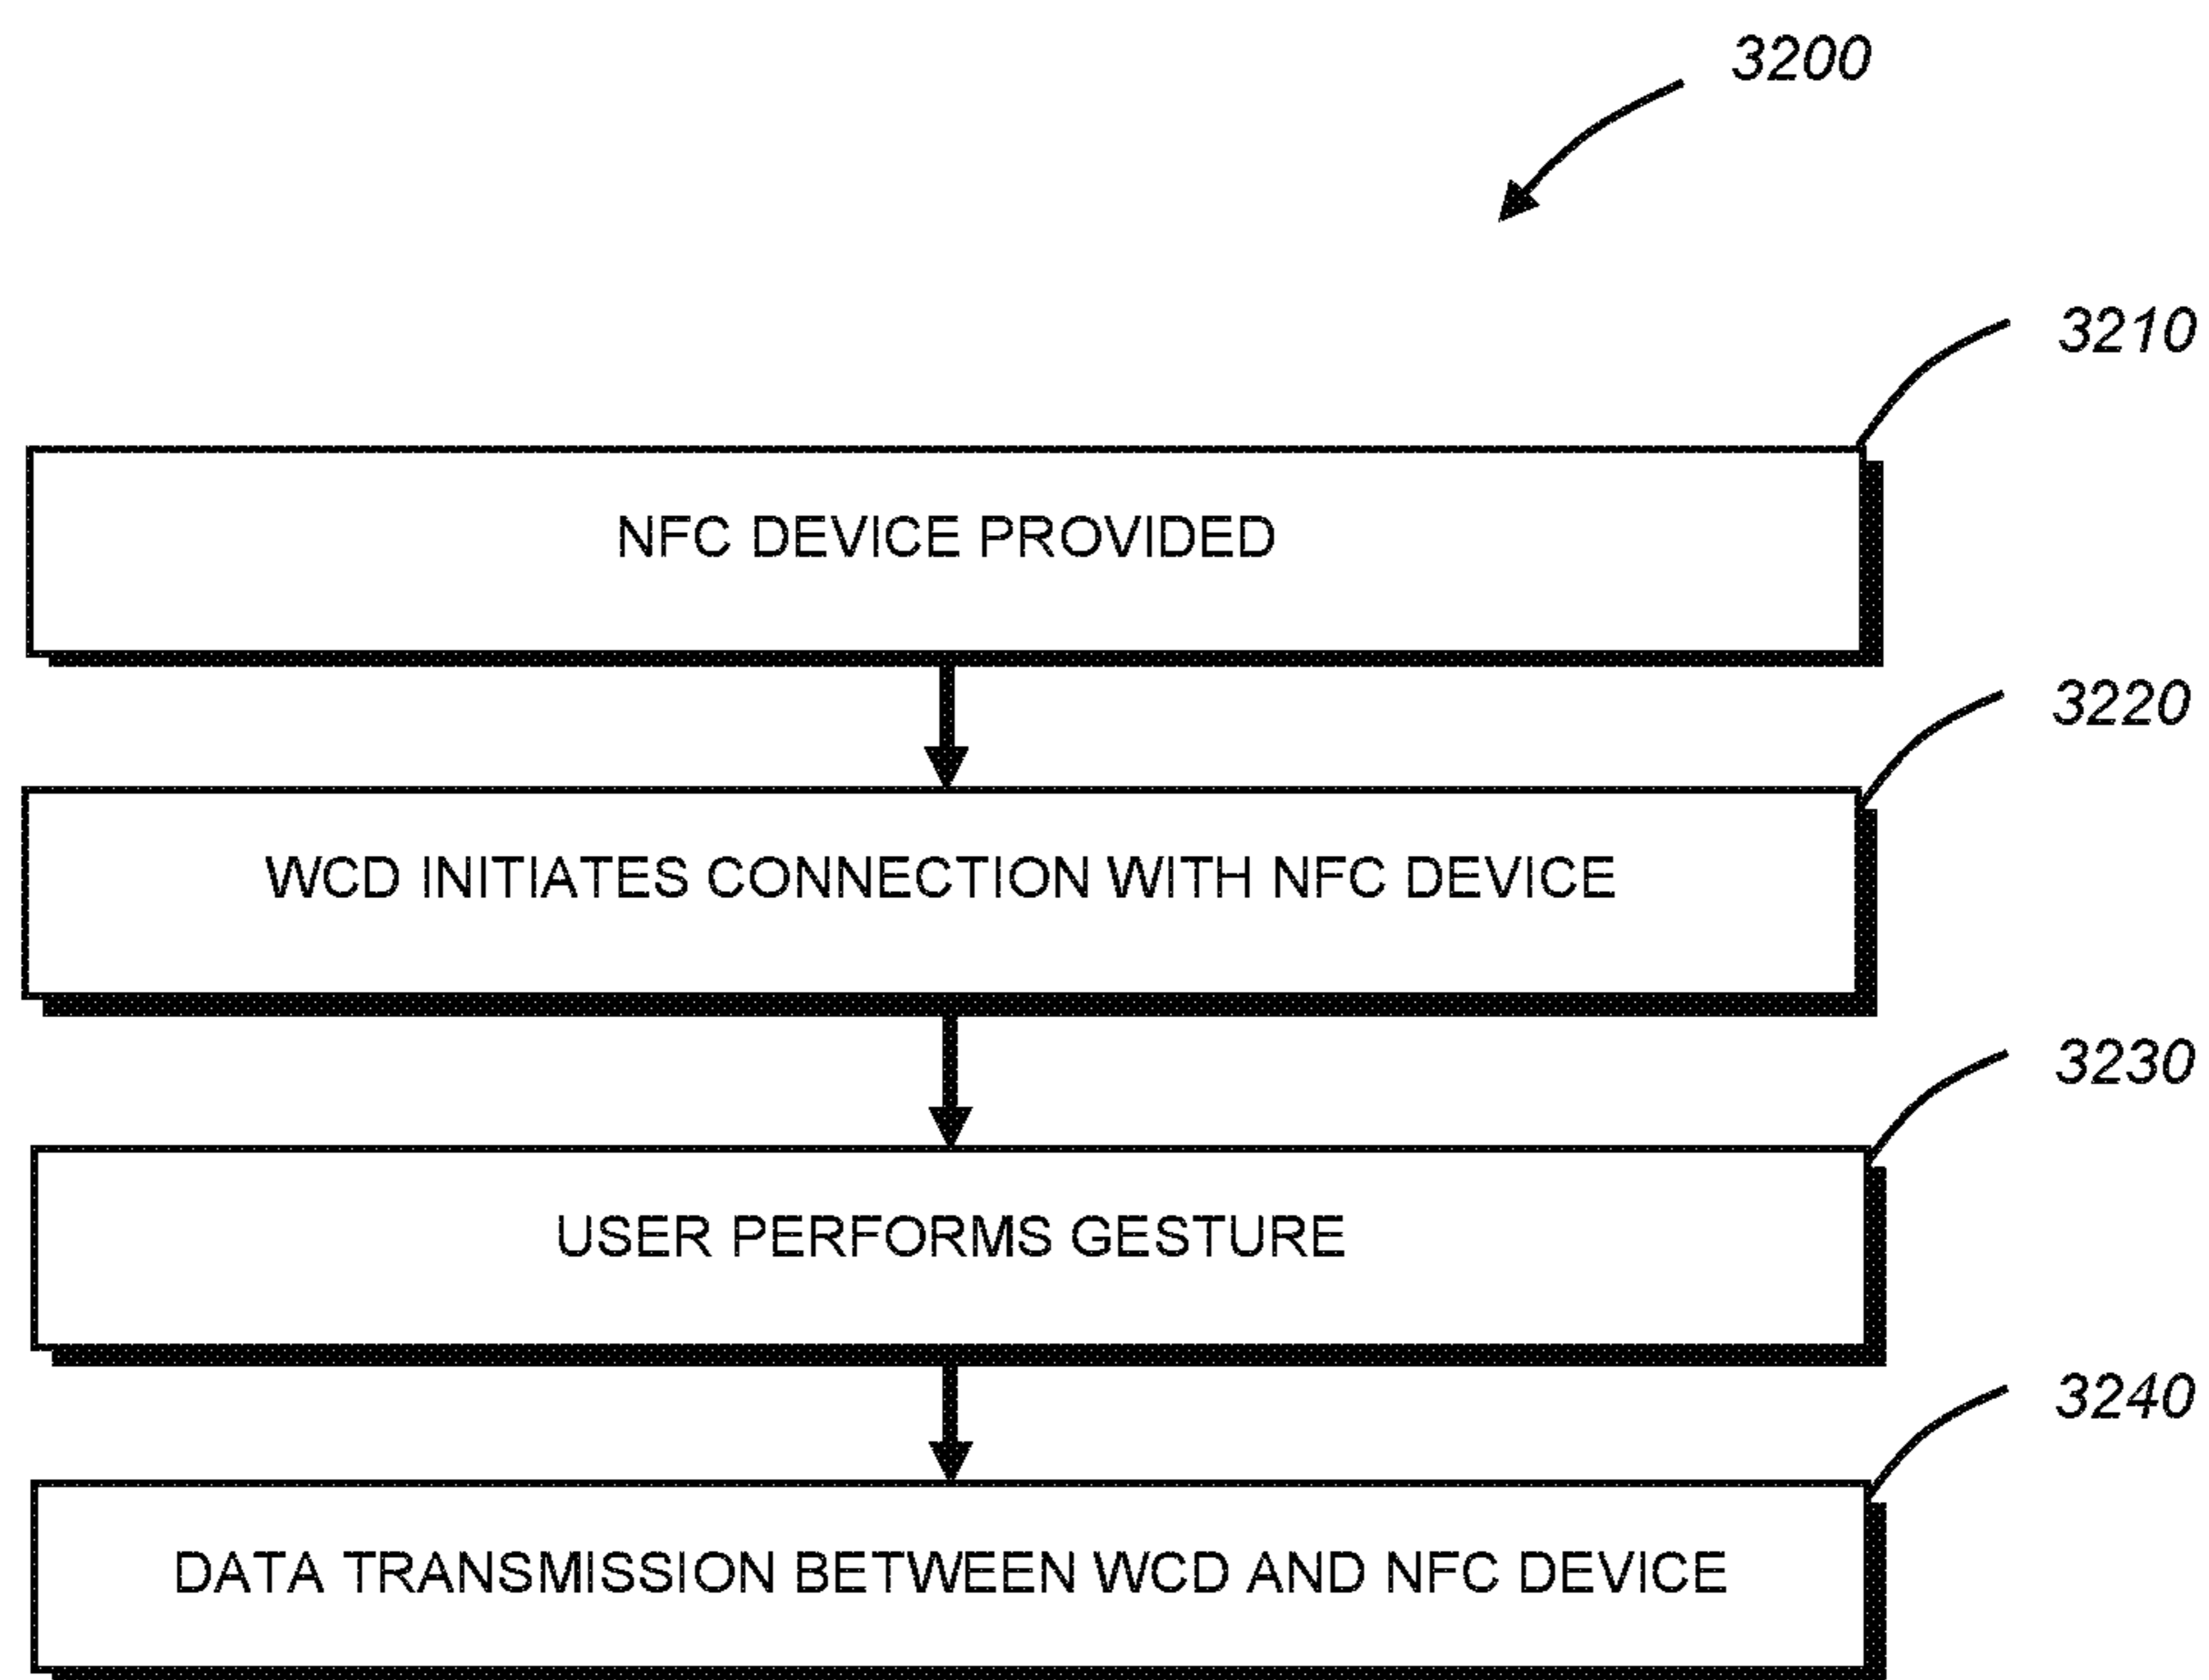 3200
3210
NFC DEVICE PROVIDED
3220
WCD INITIATES CONNECTION WITH NFC DEVICE
3230
USER PERFORMS GESTURE
3240
DATA TRANSMISSION BETWEEN WCD AND NFC DEVICE